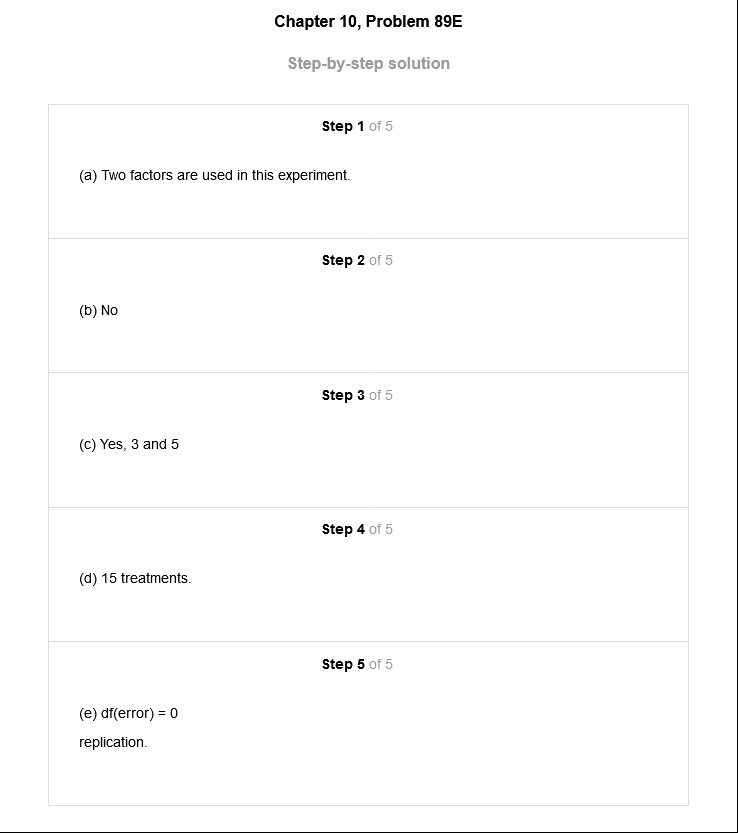 Chapter 10, Problem 89E
Step-by-step solution
Step 1 of 5
(a) Two factors are used in this experiment.
Step 2 of 5
(b) No
Step 3 of 5
(c) Yes, 3 and 5
Step 4 of 5
(d) 15 treatments.
Step 5 of 5
(e) df(error) = 0
replication.